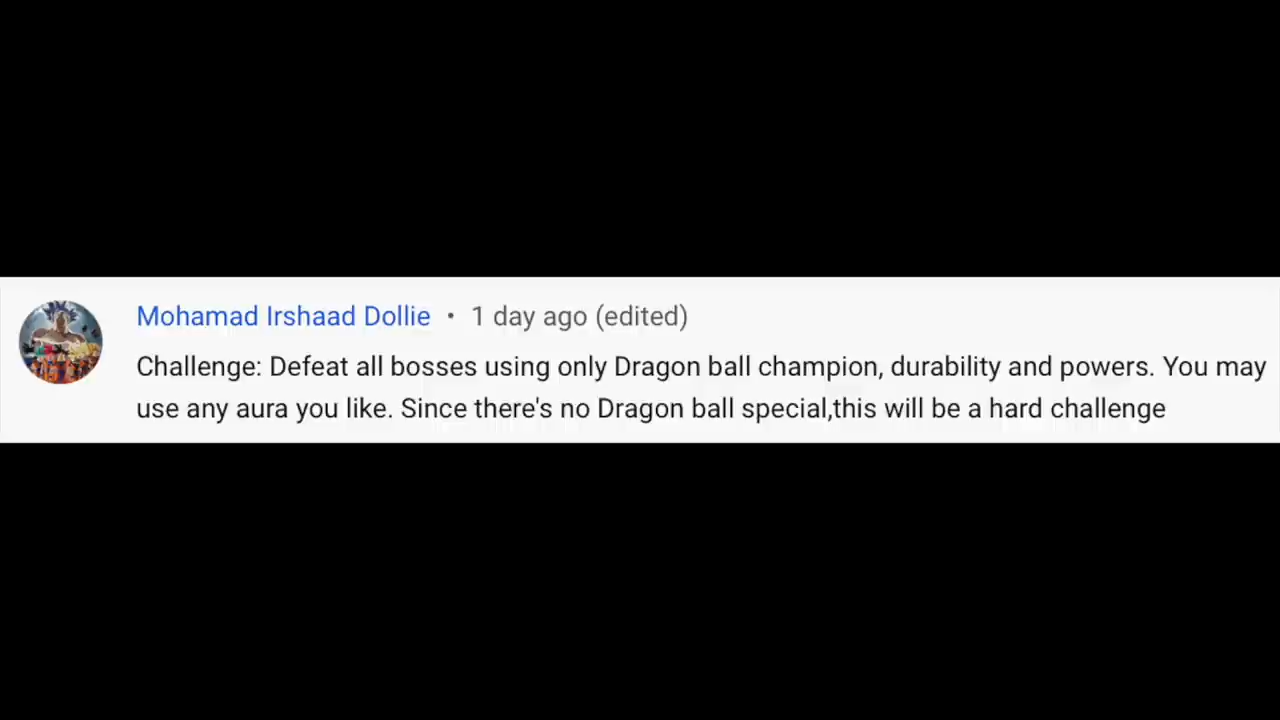 Mohamad Irshaad Dollie • 1 day ago (edited)
Challenge: Defeat all bosses using only Dragon ball champion, durability and powers. You may
use any aura you like. Since there's no Dragon ball special,this will be a hard challenge